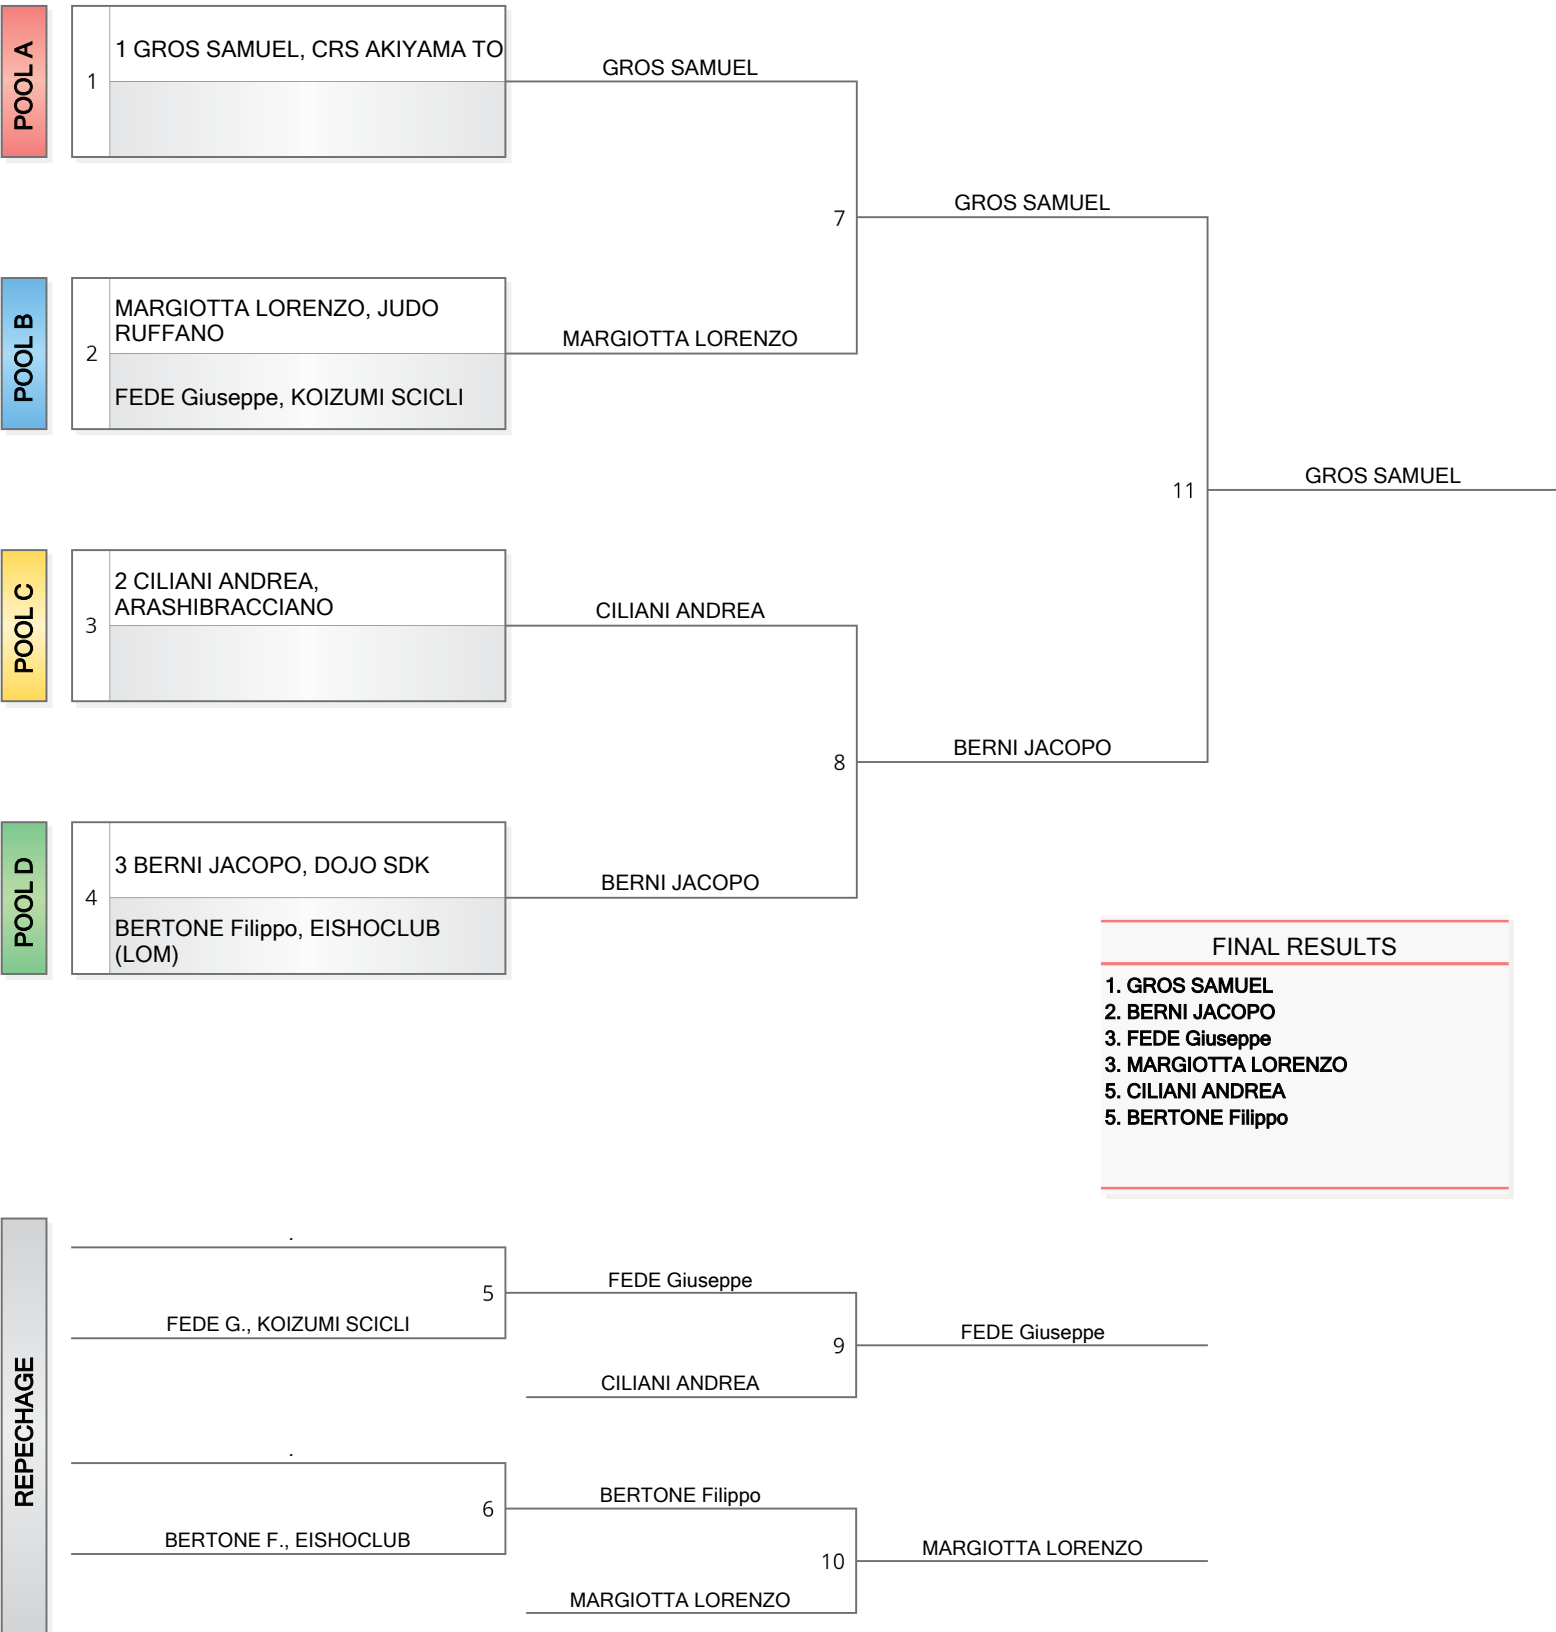 POOL A
1
1 GROS SAMUEL, CRS AKIYAMA TO
GROS SAMUEL
7
GROS SAMUEL
POOL B
2
MARGIOTTA LORENZO, JUDO
RUFFANO
FEDE Giuseppe, KOIZUMI SCICLI
MARGIOTTA LORENZO
11
GROS SAMUEL
POOL C
3
2 CILIANI ANDREA,
ARASHIBRACCIANO
CILIANI ANDREA
8
BERNI JACOPO
POOL D
4
3 BERNI JACOPO, DOJO SDK
BERTONE Filippo, EISHOCLUB
(LOM)
BERNI JACOPO
FINAL RESULTS
1. GROS SAMUEL
2. BERNI JACOPO
3. FEDE Giuseppe
3. MARGIOTTA LORENZO
5. CILIANI ANDREA
5. BERTONE Filippo
REPECHAGE
.
5
FEDE G., KOIZUMI SCICLI
FEDE Giuseppe
9
CILIANI ANDREA
FEDE Giuseppe
.
6
BERTONE F., EISHOCLUB
BERTONE Filippo
10
MARGIOTTA LORENZO
MARGIOTTA LORENZO